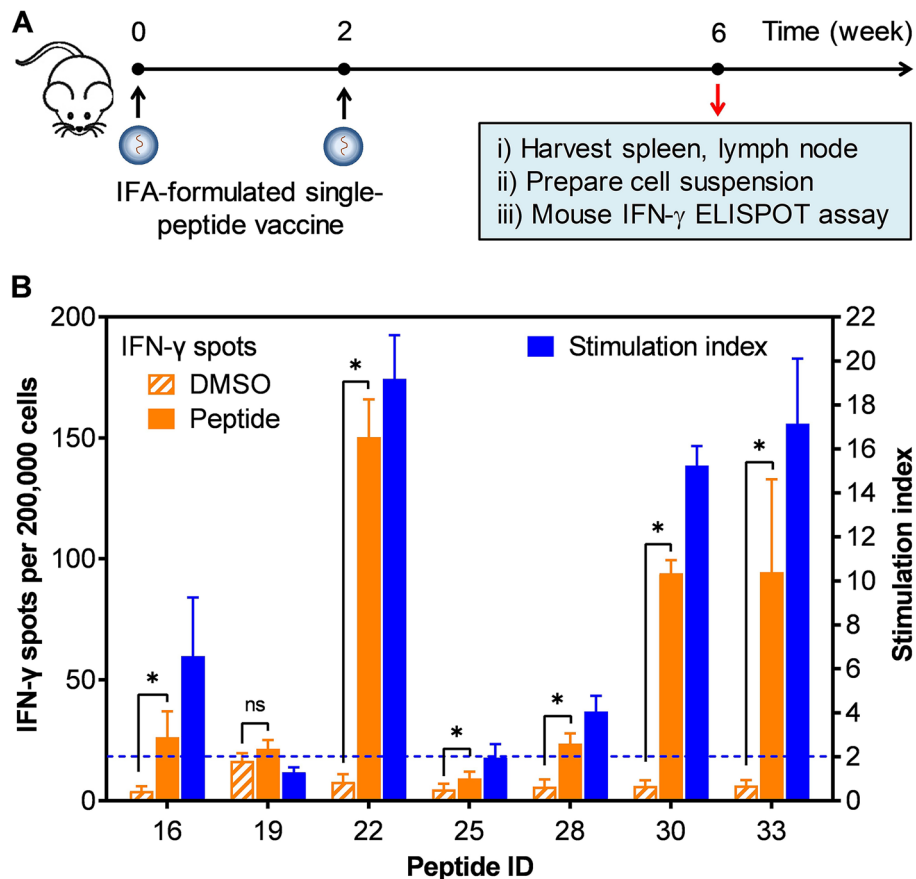 A
0 2 6 Time (week)
IFA-formulated single-
peptide vaccine
i) Harvest spleen, lymph node
ii) Prepare cell suspension
iii) Mouse IFN-γ ELISPOT assay
B
IFN-γ spots per 200,000 cells
200
150
100
50
0
IFN-γ spots
DMSO
Peptide
Stimulation index
*
ns
*
*
*
*
*
22
20
18
16
14
12
10
8
6
4
2
0
Stimulation index
16 19 22 25 28 30 33
Peptide ID